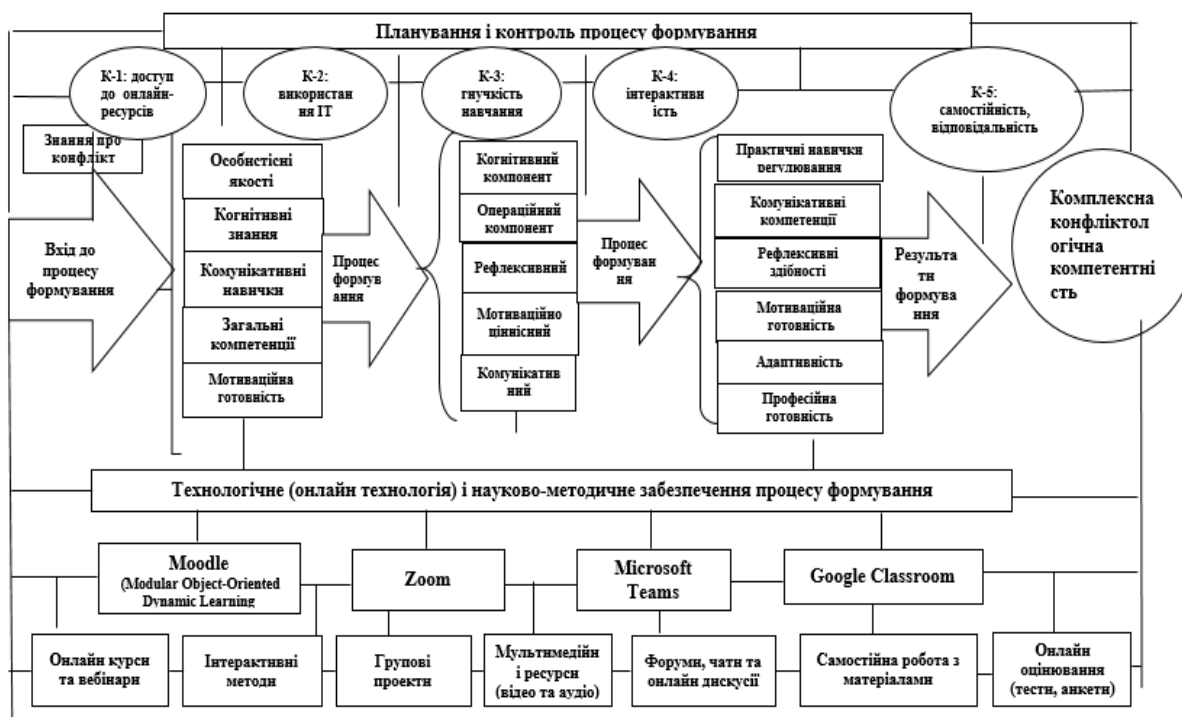 Планування і контроль процесу формування
К-1: доступ
до онлайн-
ресурсів
К-2:
використан
ня ІТ
К-3:
гнучкість
навчання
К-4:
інтерактивн
ість
К-5:
самостійність,
відповідальність
Знання про
конфлікт
Вхід до
процесу
формування
Особистісні
якості
Когнітивні
знання
Комунікативні
навички
Загальні
компетенції
Мотиваційна
готовність
Процес
формув
ання
Когнітивний
компонент
Операційний
компонент
Рефлексивний
Мотиваційно
ціннісний
Комунікатив
ний
Процес
формуван
ня
Практичні навички
регулювання
Комунікативні
компетенції
Рефлексивні
здібності
Мотиваційна
готовність
Адаптивність
Професійна
готовність
Результа
ти
формува
ння
Комплексна
конфліктол
огічна
компетентні
сть
Технологічне (онлайн технологія) і науково-методичне забезпечення процесу формування
Moodle
(Modular Object-Oriented
Dynamic Learning
Zoom
Microsoft
Teams
Google Classroom
Онлайн курси
та вебінари
Інтерактивні
методи
Групові
проекти
Мультимедійн
і ресурси
(відео та аудіо)
Форуми, чати та
онлайн дискусії
Самостійна робота з
матеріалами
Онлайн
оцінювання
(тести, анкети)